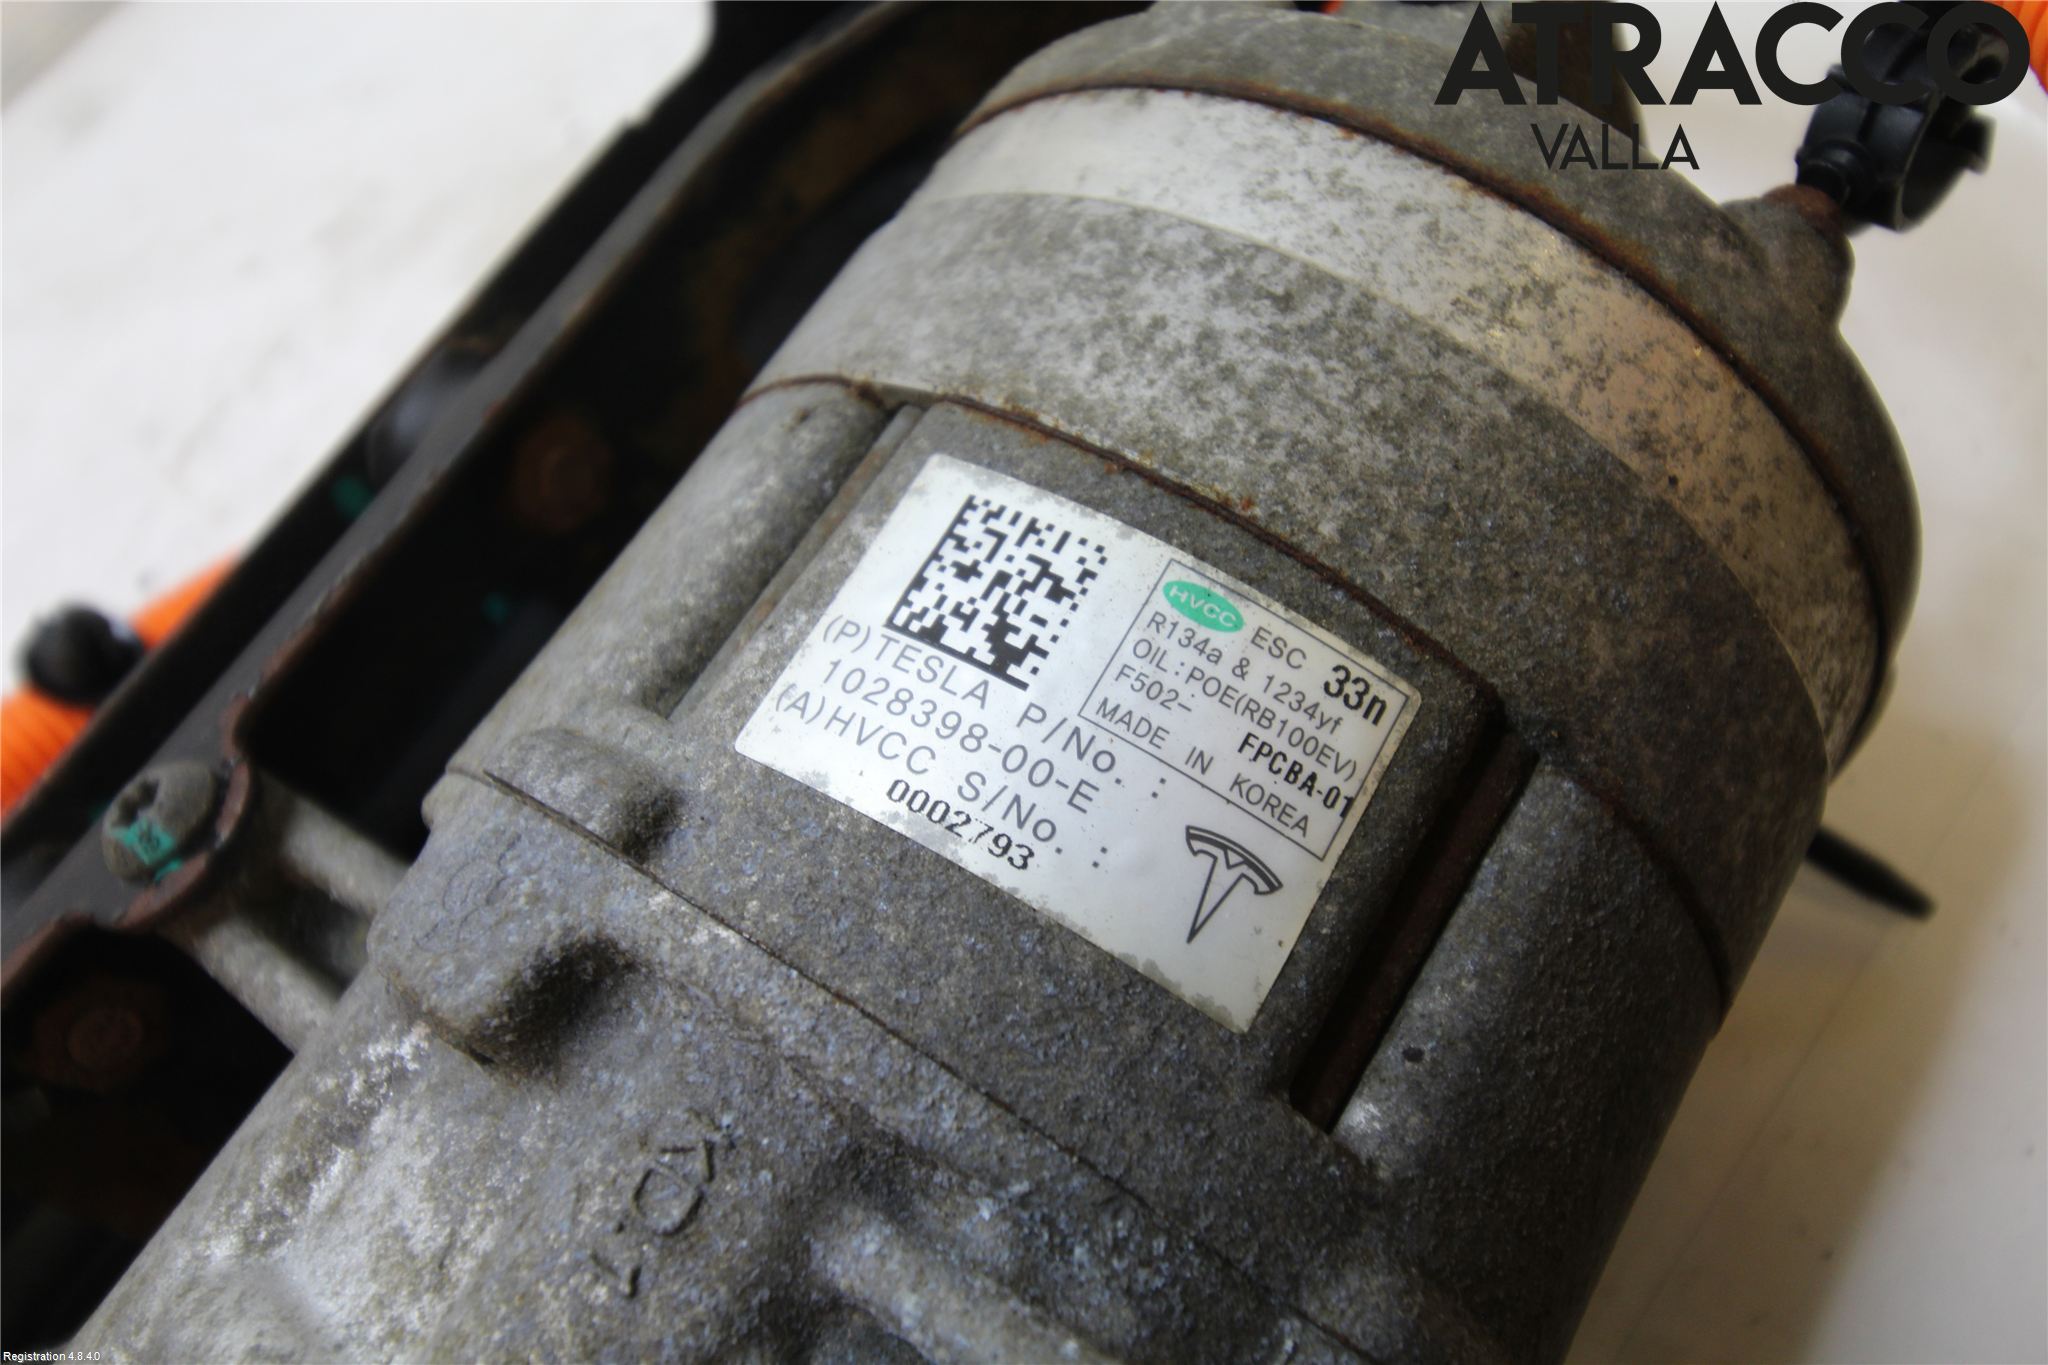 ATRACCO
VALLA
HVCC ESC 33n
R134a & 1234yf
OIL : POE(RB100EV)
F502- FPCBA-01
MADE IN KOREA
(P)TESLA P/No. :
1028398-00-E
(A)HVCC S/No. :
0002793
Registration 4.8.4.0